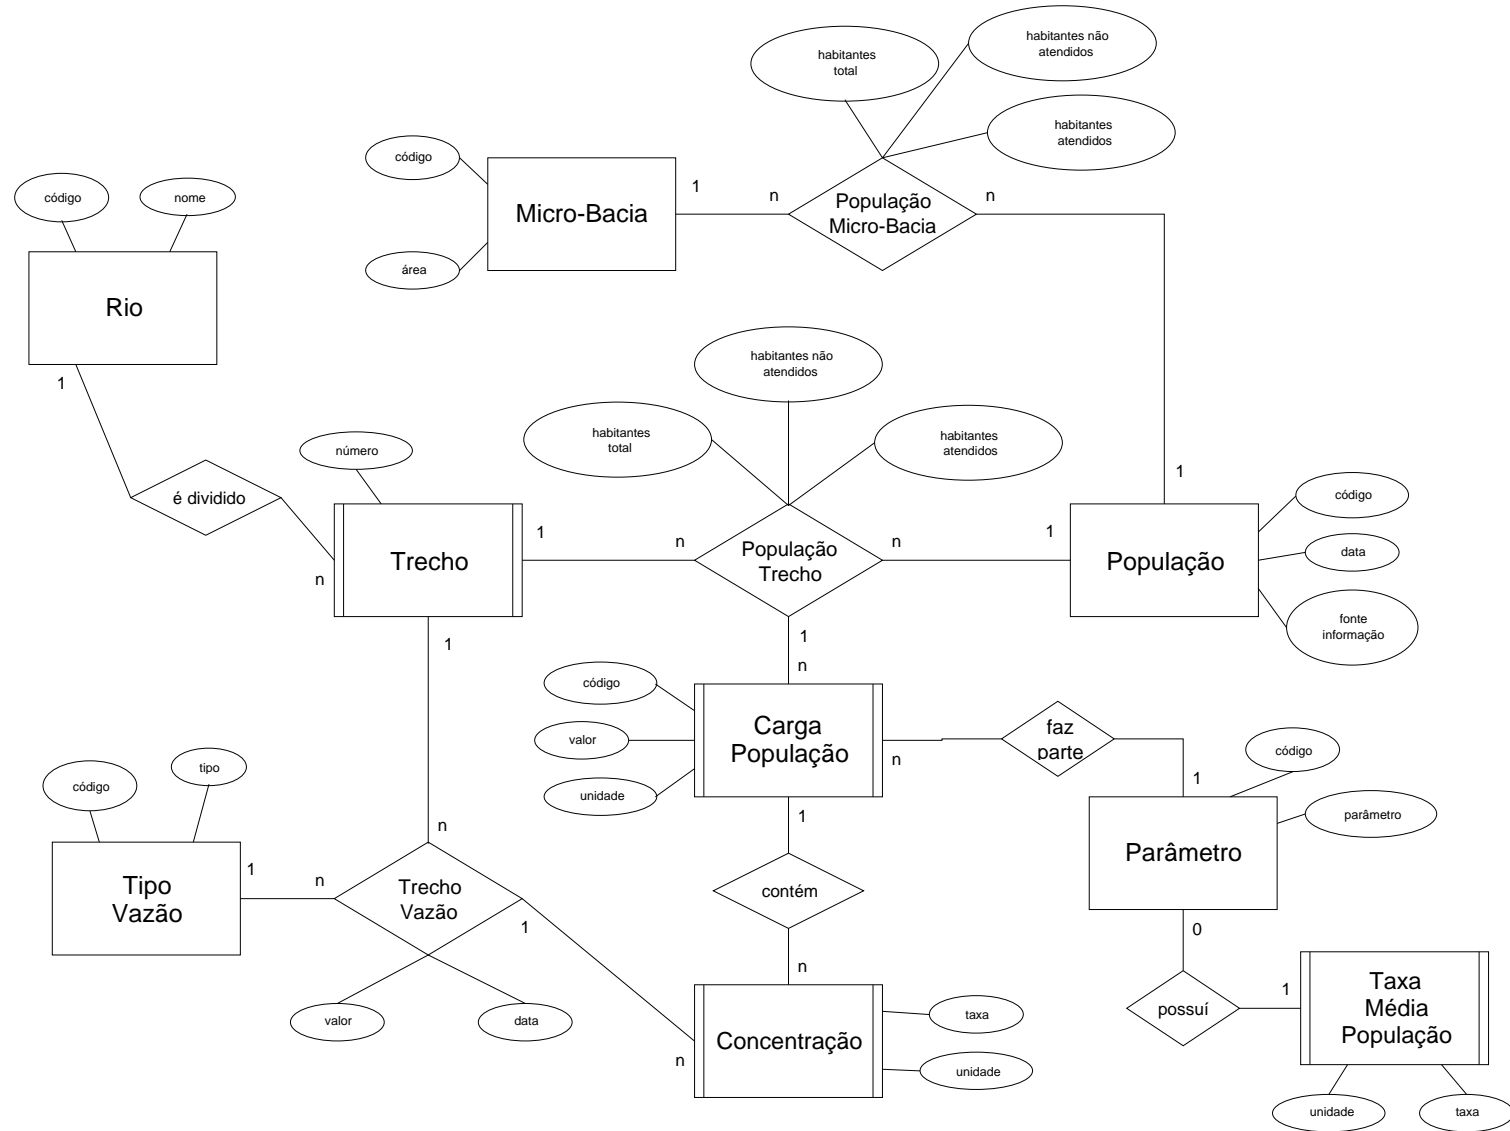 habitantes
total
habitantes não
atendidos
habitantes
atendidos
código
área
Micro-Bacia
1
n
População
Micro-Bacia
n
código
nome
Rio
1
é dividido
n
número
Trecho
1
habitantes
total
habitantes não
atendidos
habitantes
atendidos
n
População
Trecho
n
1
1
População
código
data
fonte
informação
1
n
1
código
valor
unidade
Carga
População
n
faz
parte
1
código
parâmetro
Parâmetro
0
possuí
1
Taxa
Média
População
unidade
taxa
código
tipo
Tipo
Vazão
1
n
n
Trecho
Vazão
1
valor
data
1
contém
n
n
Concentração
taxa
unidade